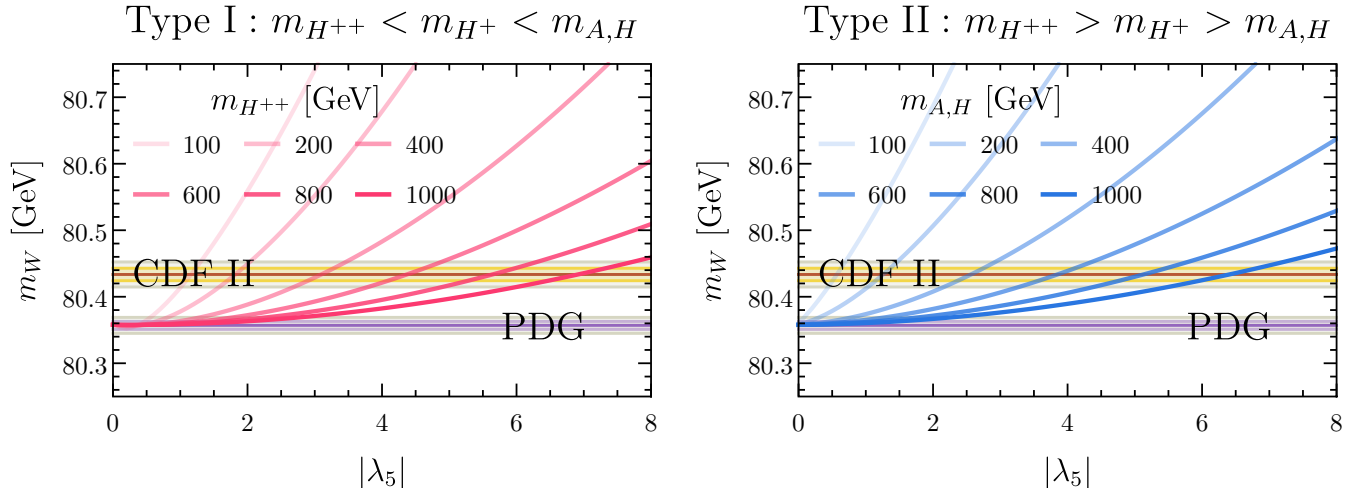 Type I : m_{H^{++}} < m_{H^+} < m_{A,H}
m_W [GeV]
80.7
80.6
80.5
80.4
80.3
m_{H^{++}} [GeV]
100 200 400
600 800 1000
CDF II
PDG
0 2 4 6 8
|λ_5|
Type II : m_{H^{++}} > m_{H^+} > m_{A,H}
m_W [GeV]
80.7
80.6
80.5
80.4
80.3
m_{A,H} [GeV]
100 200 400
600 800 1000
CDF II
PDG
0 2 4 6 8
|λ_5|